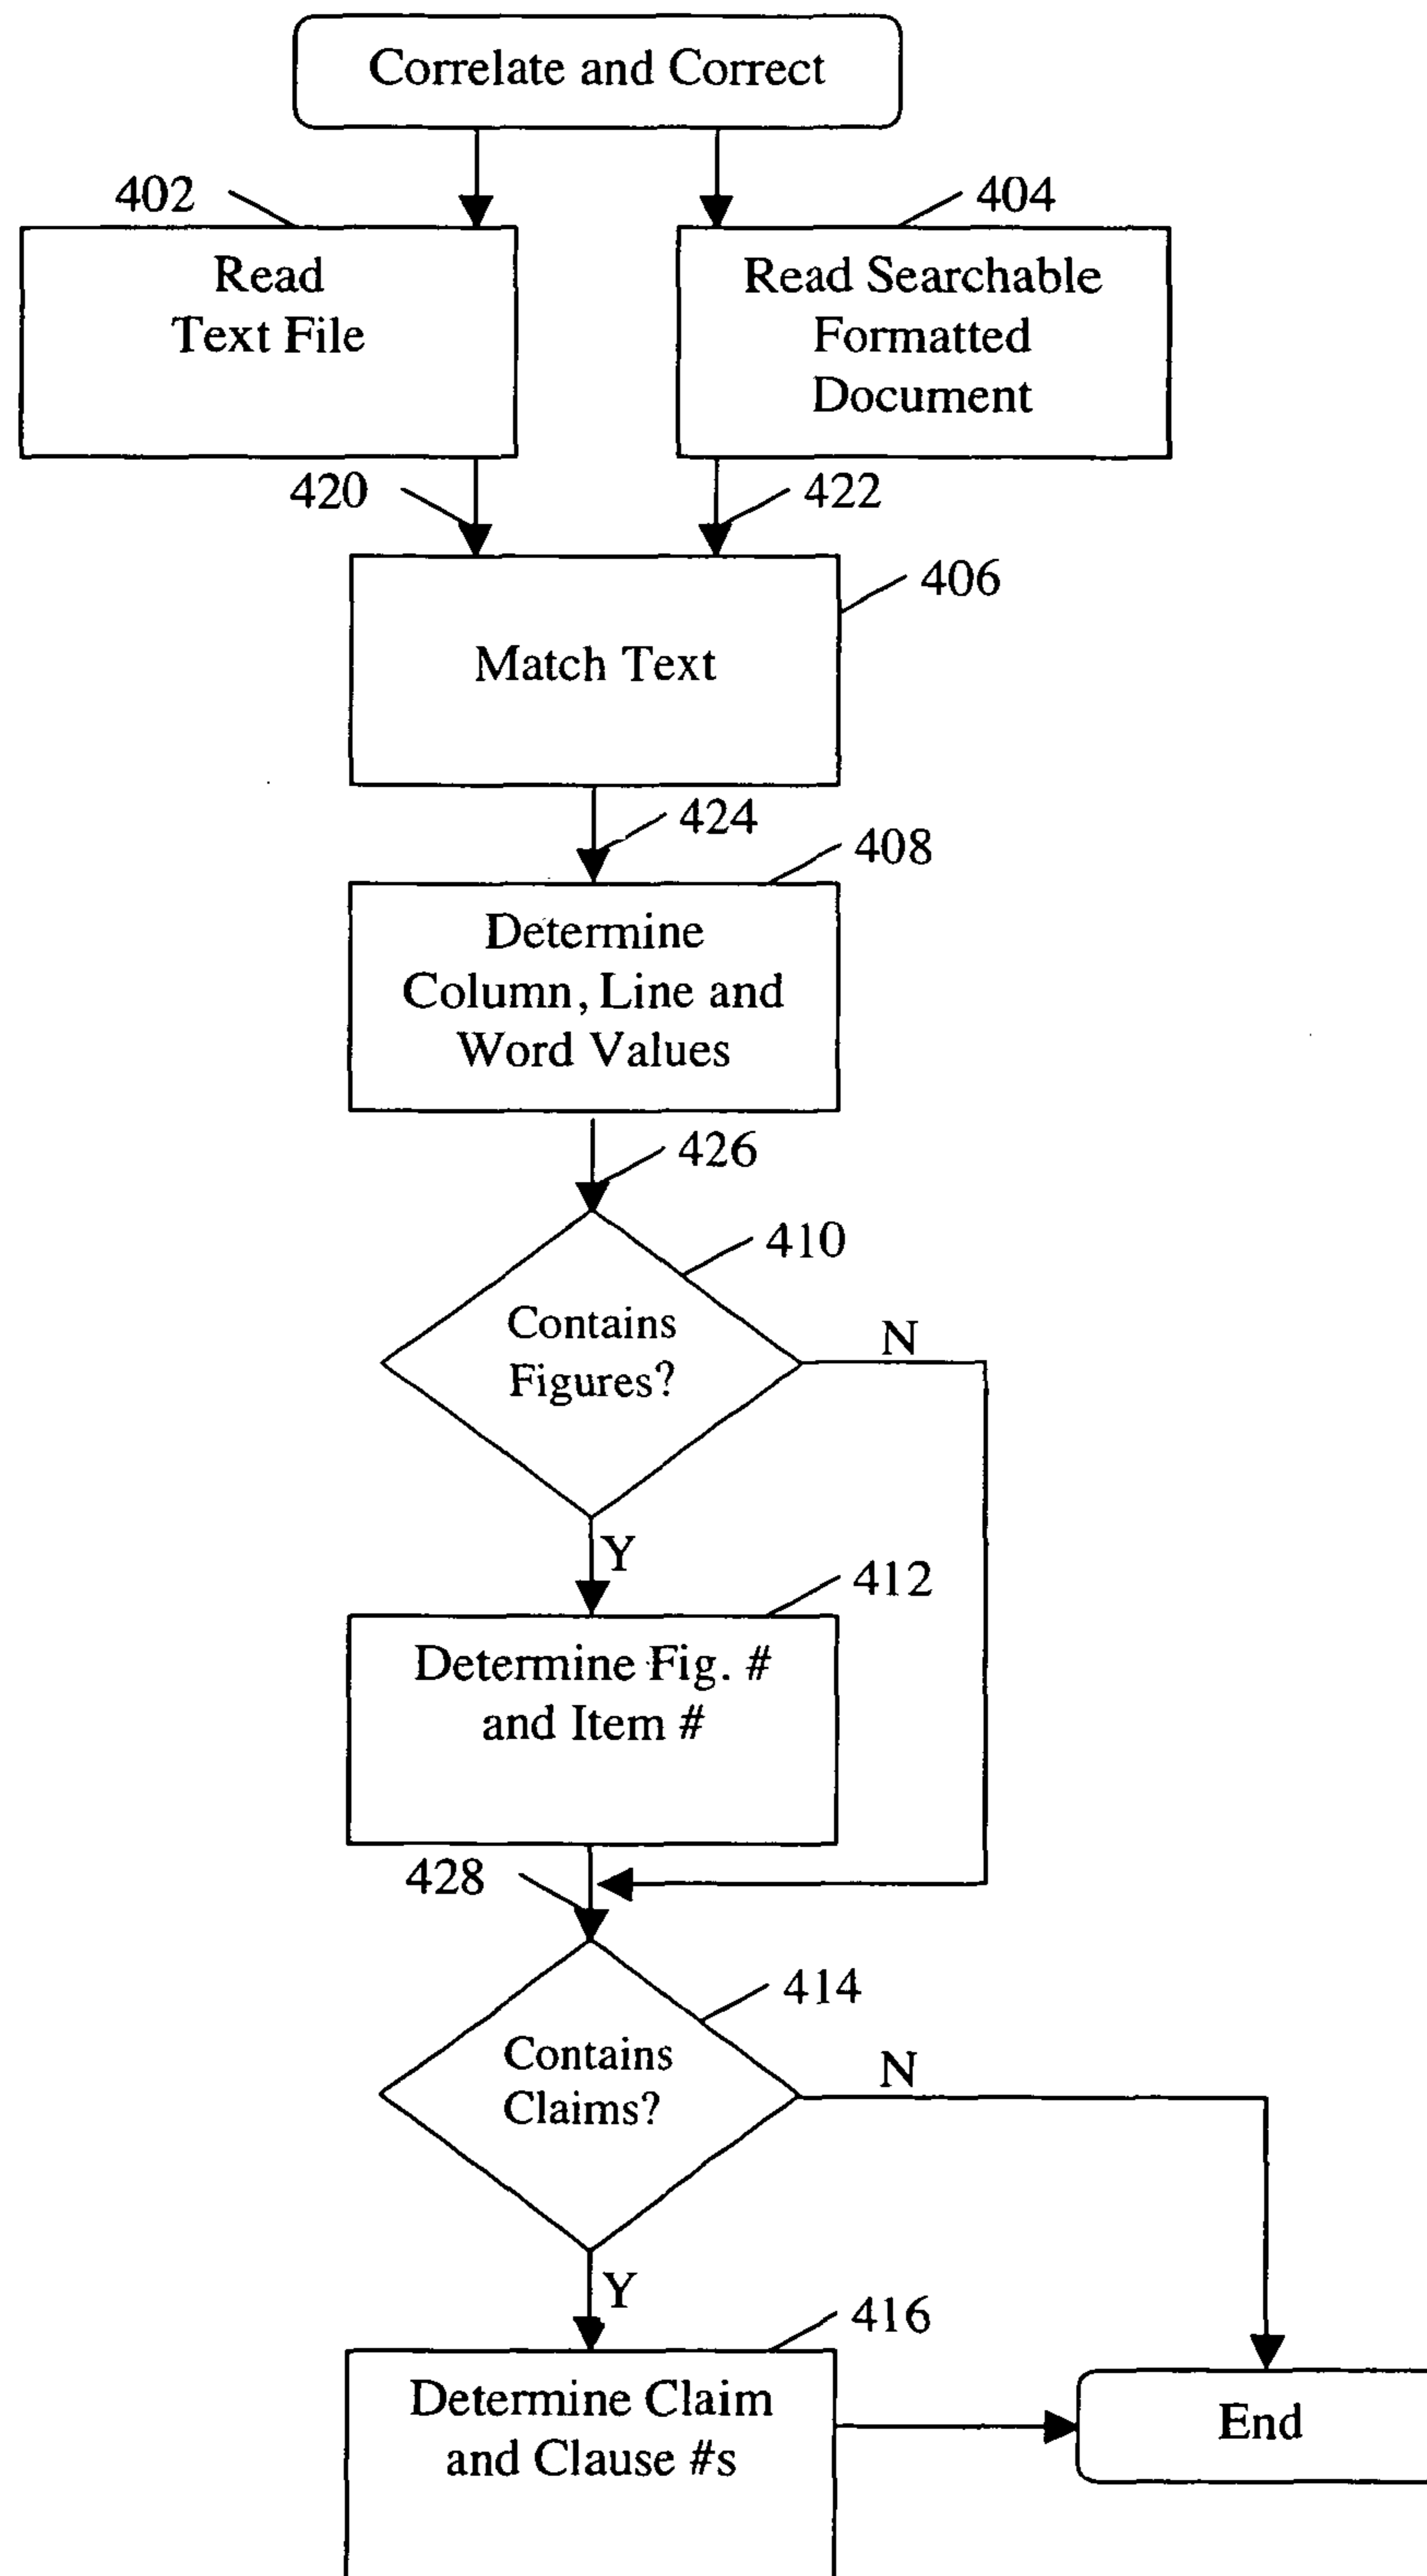 Correlate and Correct
402
404
Read
Text File
Read Searchable
Formatted
Document
420
422
406
Match Text
424
408
Determine
Column, Line and
Word Values
426
410
Contains
Figures?
N
Y
412
Determine Fig. #
and Item #
428
414
Contains
Claims?
N
Y
416
Determine Claim
and Clause #s
End